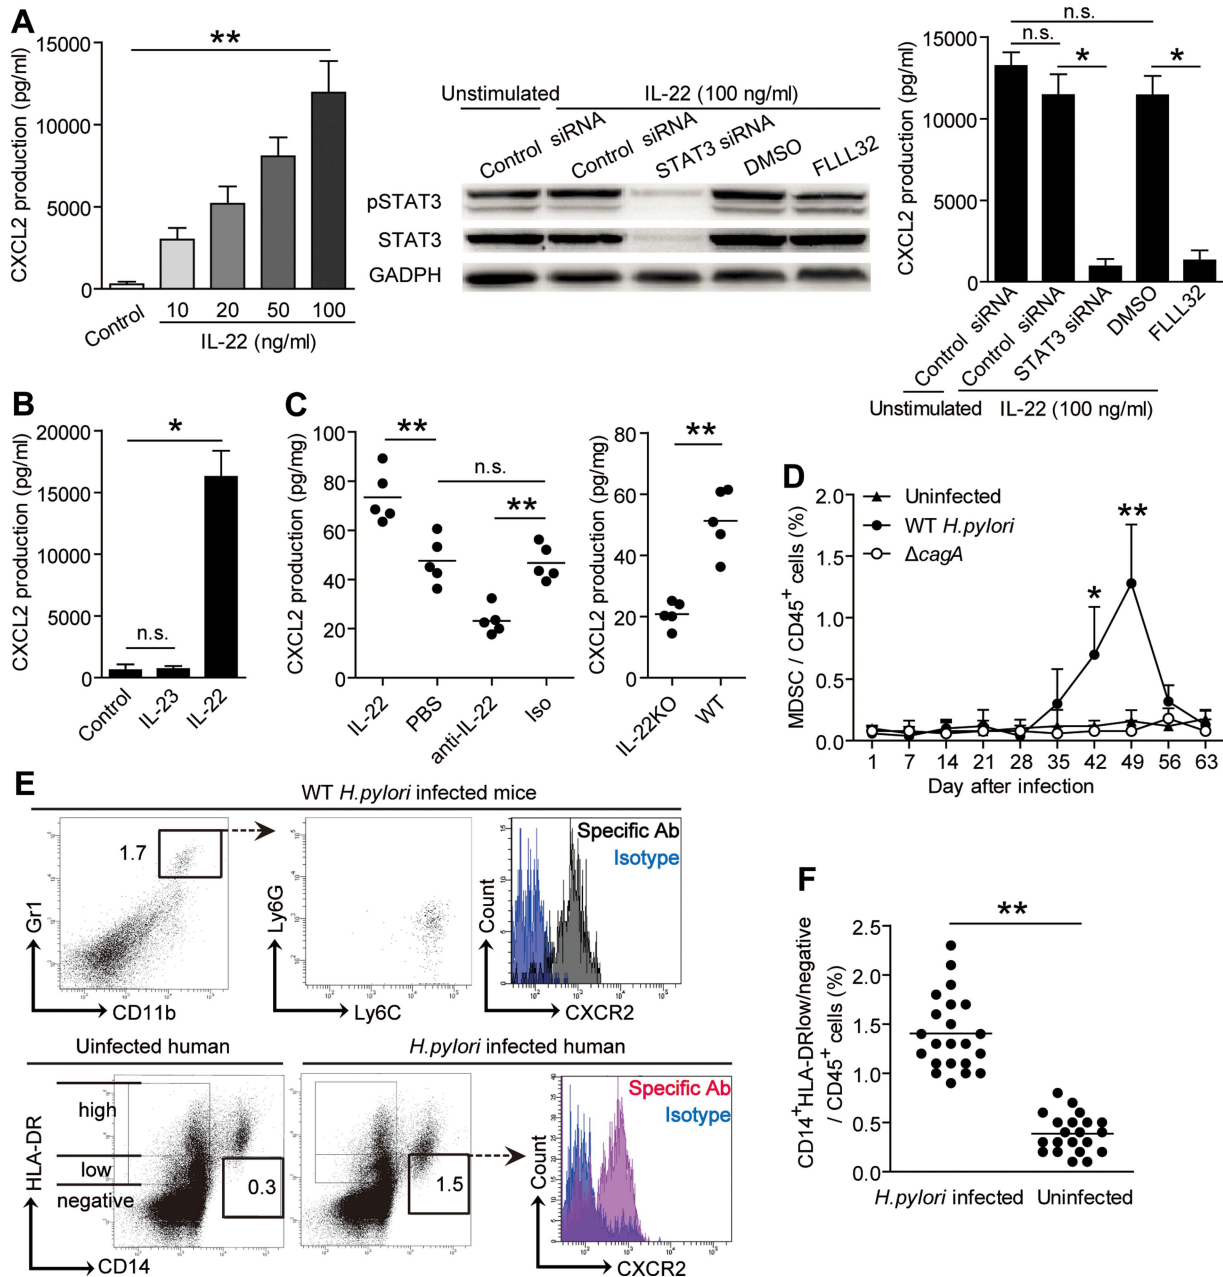 A
CXCL2 production (pg/ml)
15000
10000
5000
0
**
Control
10 20 50 100
IL-22 (ng/ml)
Unstimulated
IL-22 (100 ng/ml)
Control siRNA
Control siRNA
STAT3 siRNA
DMSO
FLLL32
pSTAT3
STAT3
GADPH
CXCL2 production (pg/ml)
15000
10000
5000
0
n.s.
n.s.
*
*
Control siRNA
Control siRNA
STAT3 siRNA
DMSO
FLLL32
Unstimulated
IL-22 (100 ng/ml)
B
CXCL2 production (pg/ml)
20000
15000
10000
5000
0
*
n.s.
Control
IL-23
IL-22
C
CXCL2 production (pg/mg)
100
80
60
40
20
0
**
n.s.
**
IL-22
PBS
anti-IL-22
Iso
CXCL2 production (pg/mg)
80
60
40
20
0
**
IL-22KO
WT
D
MDSC / CD45+ cells (%)
2.0
1.5
1.0
0.5
0.0
Uninfected
WT H.pylori
ΔcagA
*
**
1 7 14 21 28 35 42 49 56 63
Day after infection
E
WT H.pylori infected mice
1.7
Gr1
CD11b
Ly6G
Ly6C
Specific Ab
Isotype
Count
CXCR2
Uinfected human
H.pylori infected human
high
low
negative
HLA-DR
CD14
0.3
1.5
Specific Ab
Isotype
Count
CXCR2
F
CD14+HLA-DRlow/negative
/ CD45+ cells (%)
2.5
2.0
1.5
1.0
0.5
0.0
**
H.pylori infected
Uninfected